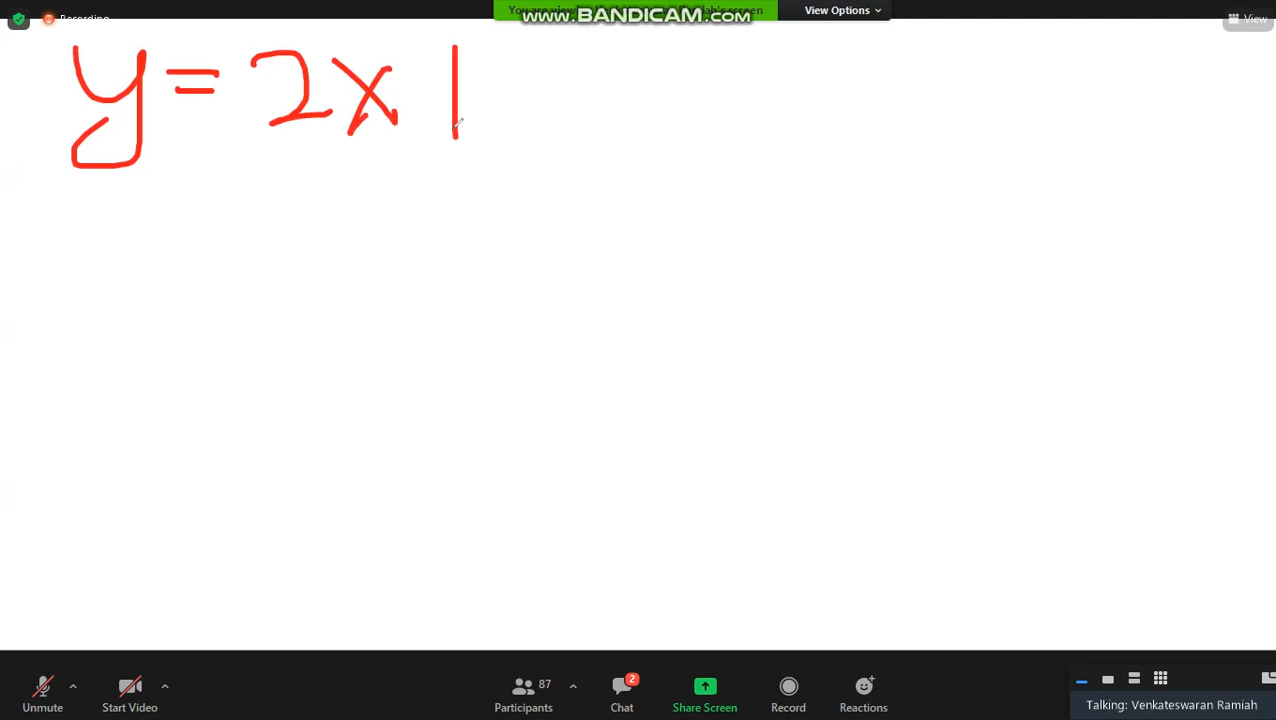 Recording
WWW.BANDICAM.COM
View Options
View
y = 2x |
Unmute
Start Video
87
Participants
2
Chat
Share Screen
Record
Reactions
Talking: Venkateswaran Ramiah